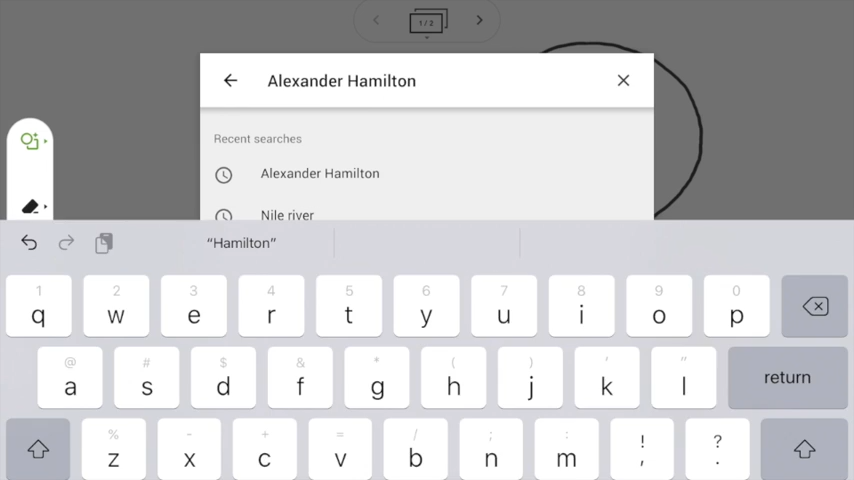 1 / 2
Alexander Hamilton
Recent searches
Alexander Hamilton
Nile river
“Hamilton”
1 2 3 4 5 6 7 8 9 0
q w e r t y u i o p
@ # $ & * ( ) ' "
a s d f g h j k l return
% - + = / ; : ! ?
z x c v b n m , .